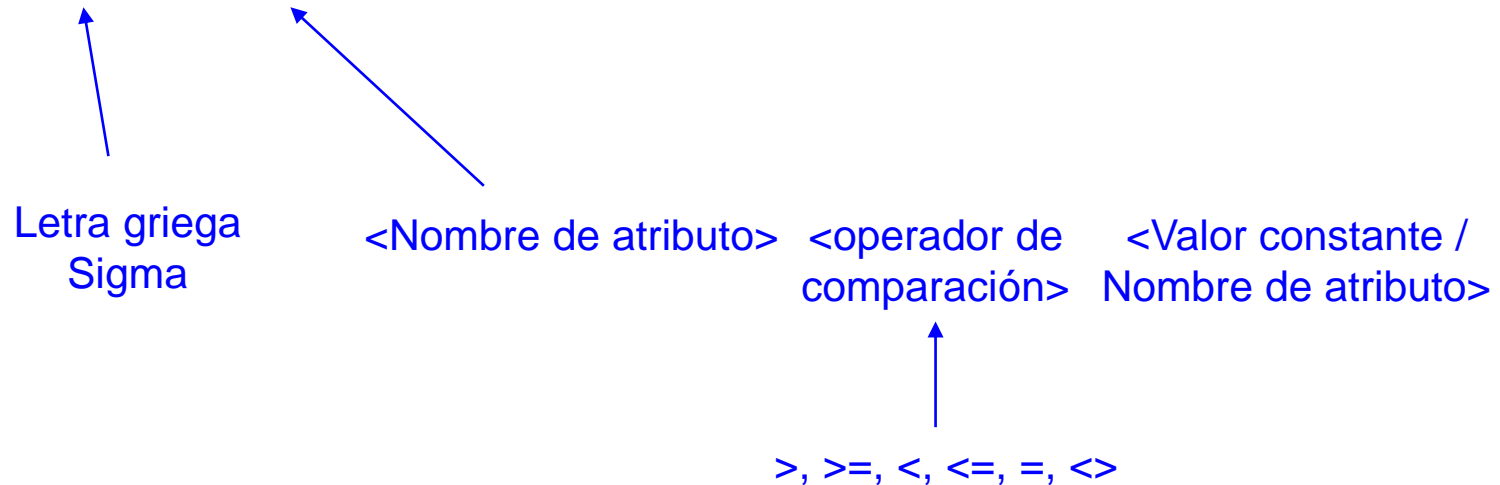 Letra griega
Sigma
<Nombre de atributo>
<operador de
comparación>
<Valor constante /
Nombre de atributo>
>, >=, <, <=, =, <>